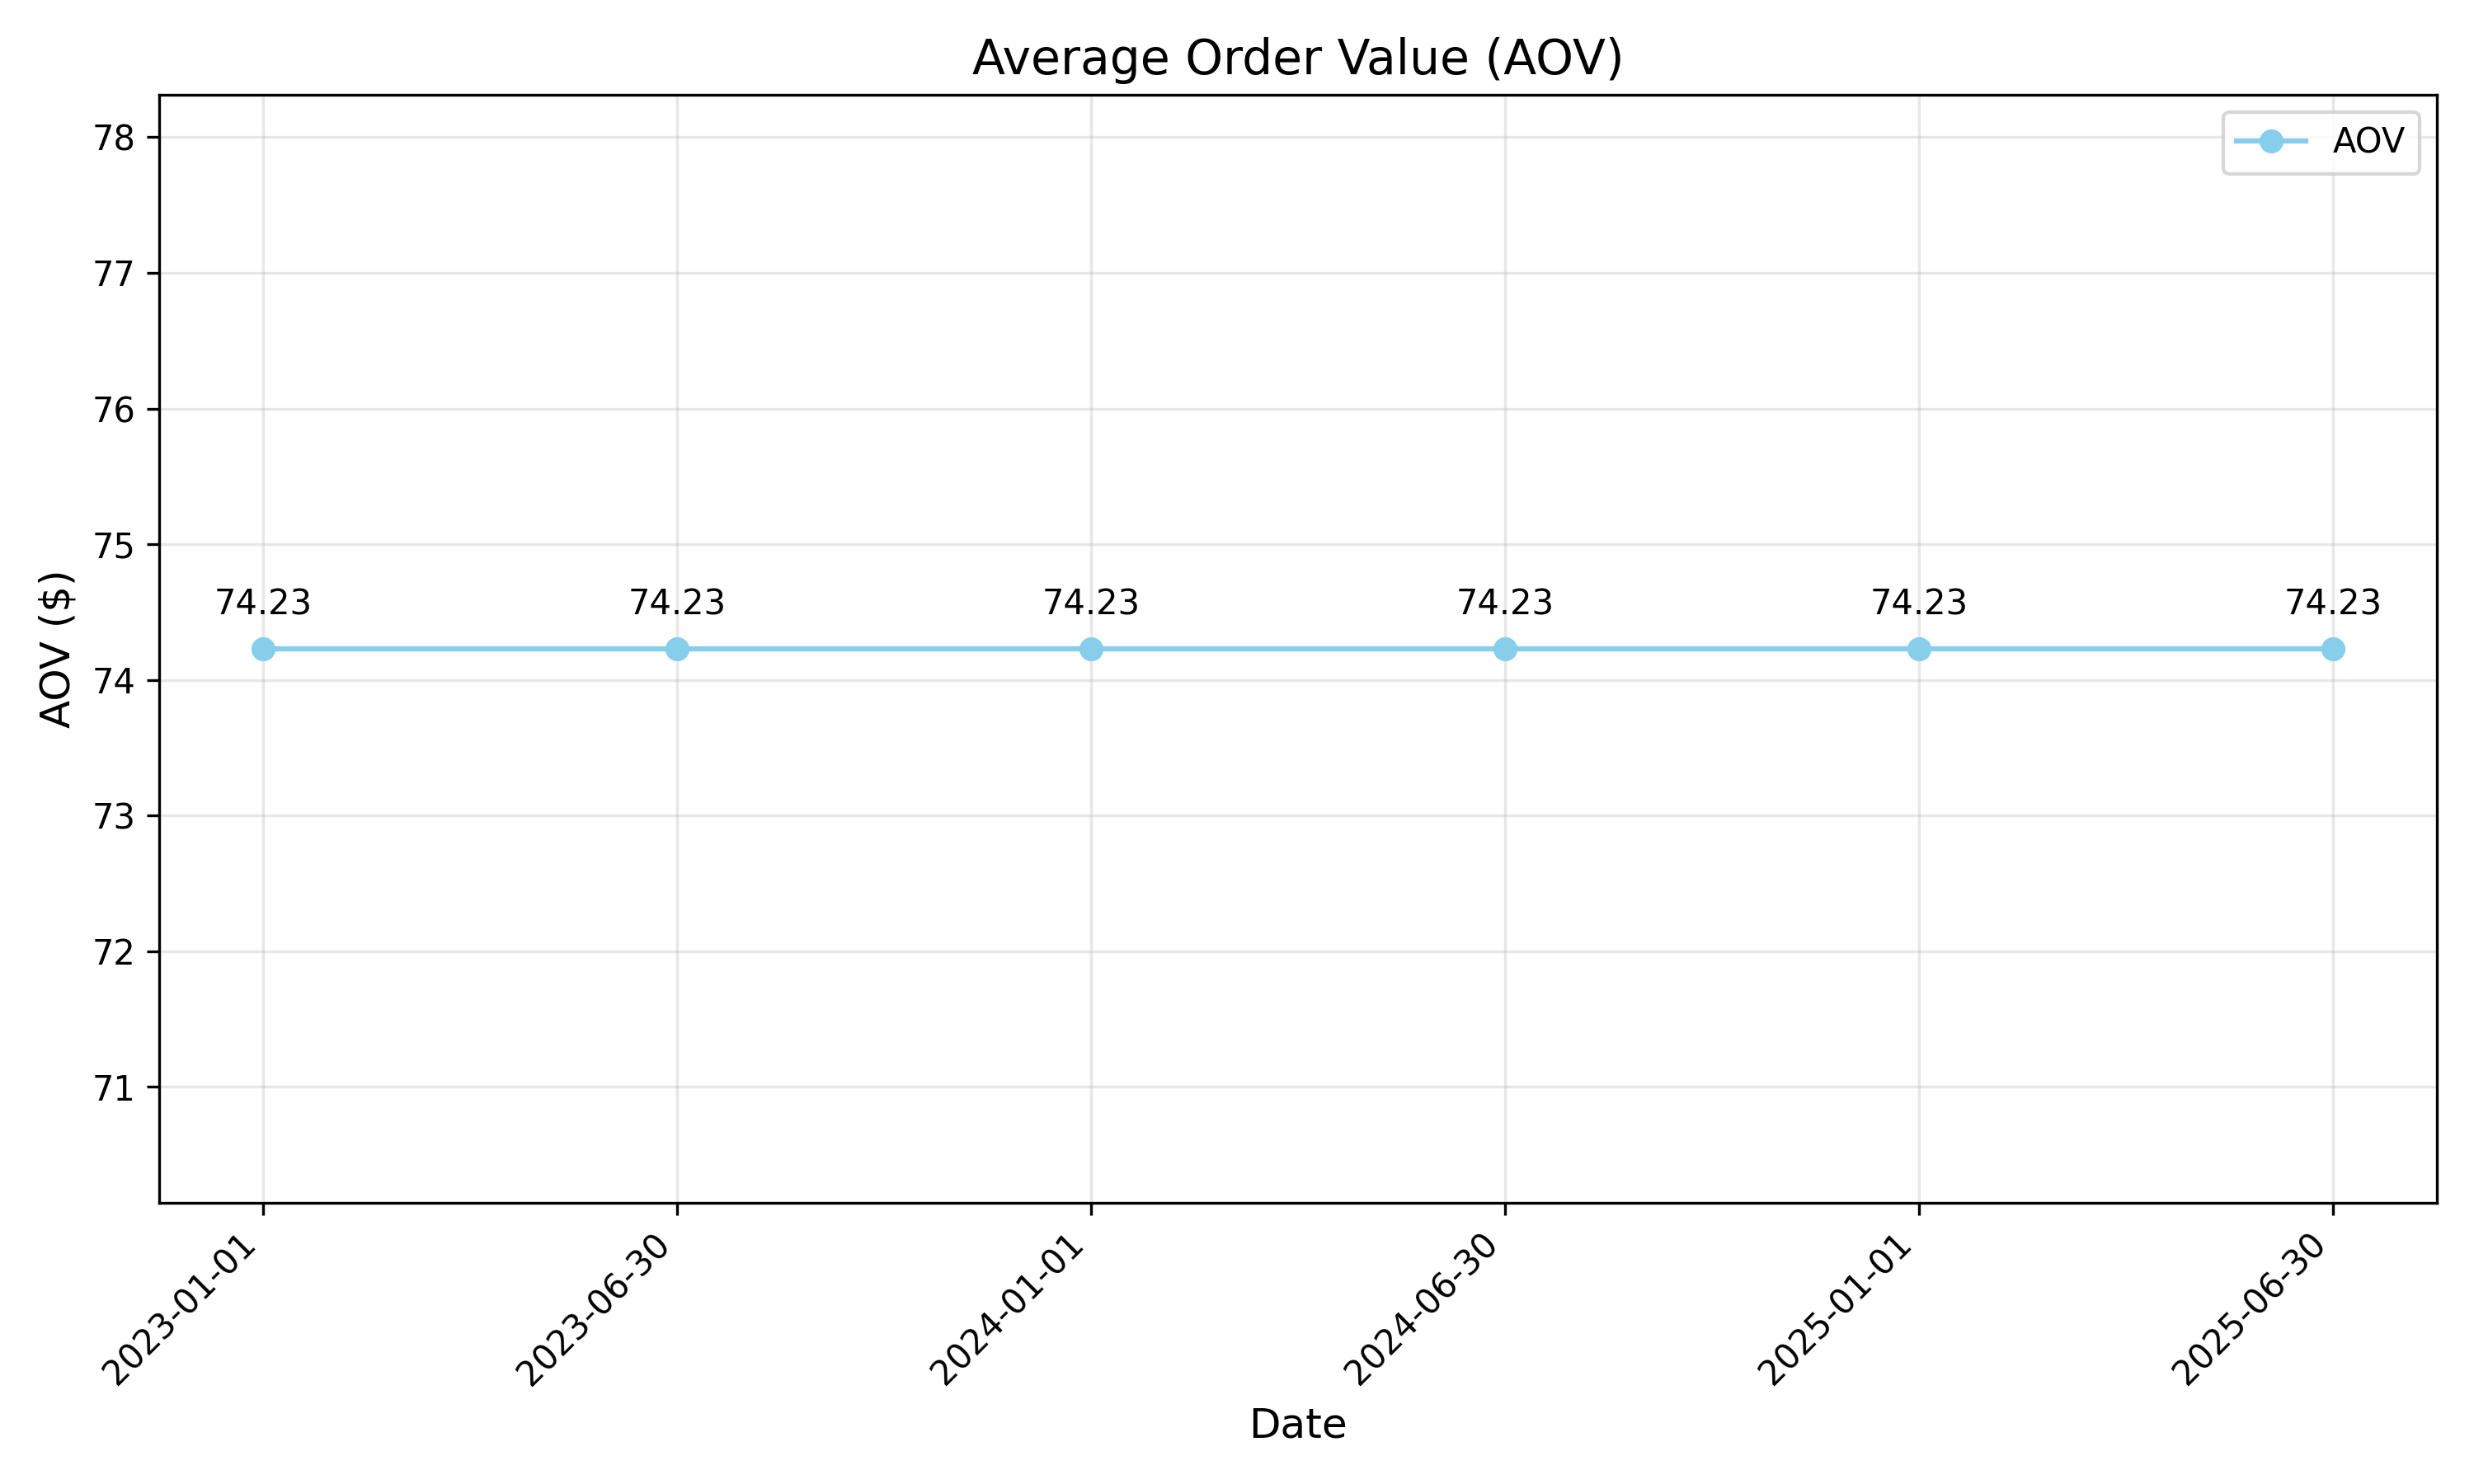 Average Order Value (AOV)
AOV
78
77
76
75
74
73
72
71
AOV ($)
74.23 74.23 74.23 74.23 74.23 74.23
2023-01-01 2023-06-30 2024-01-01 2024-06-30 2025-01-01 2025-06-30
Date